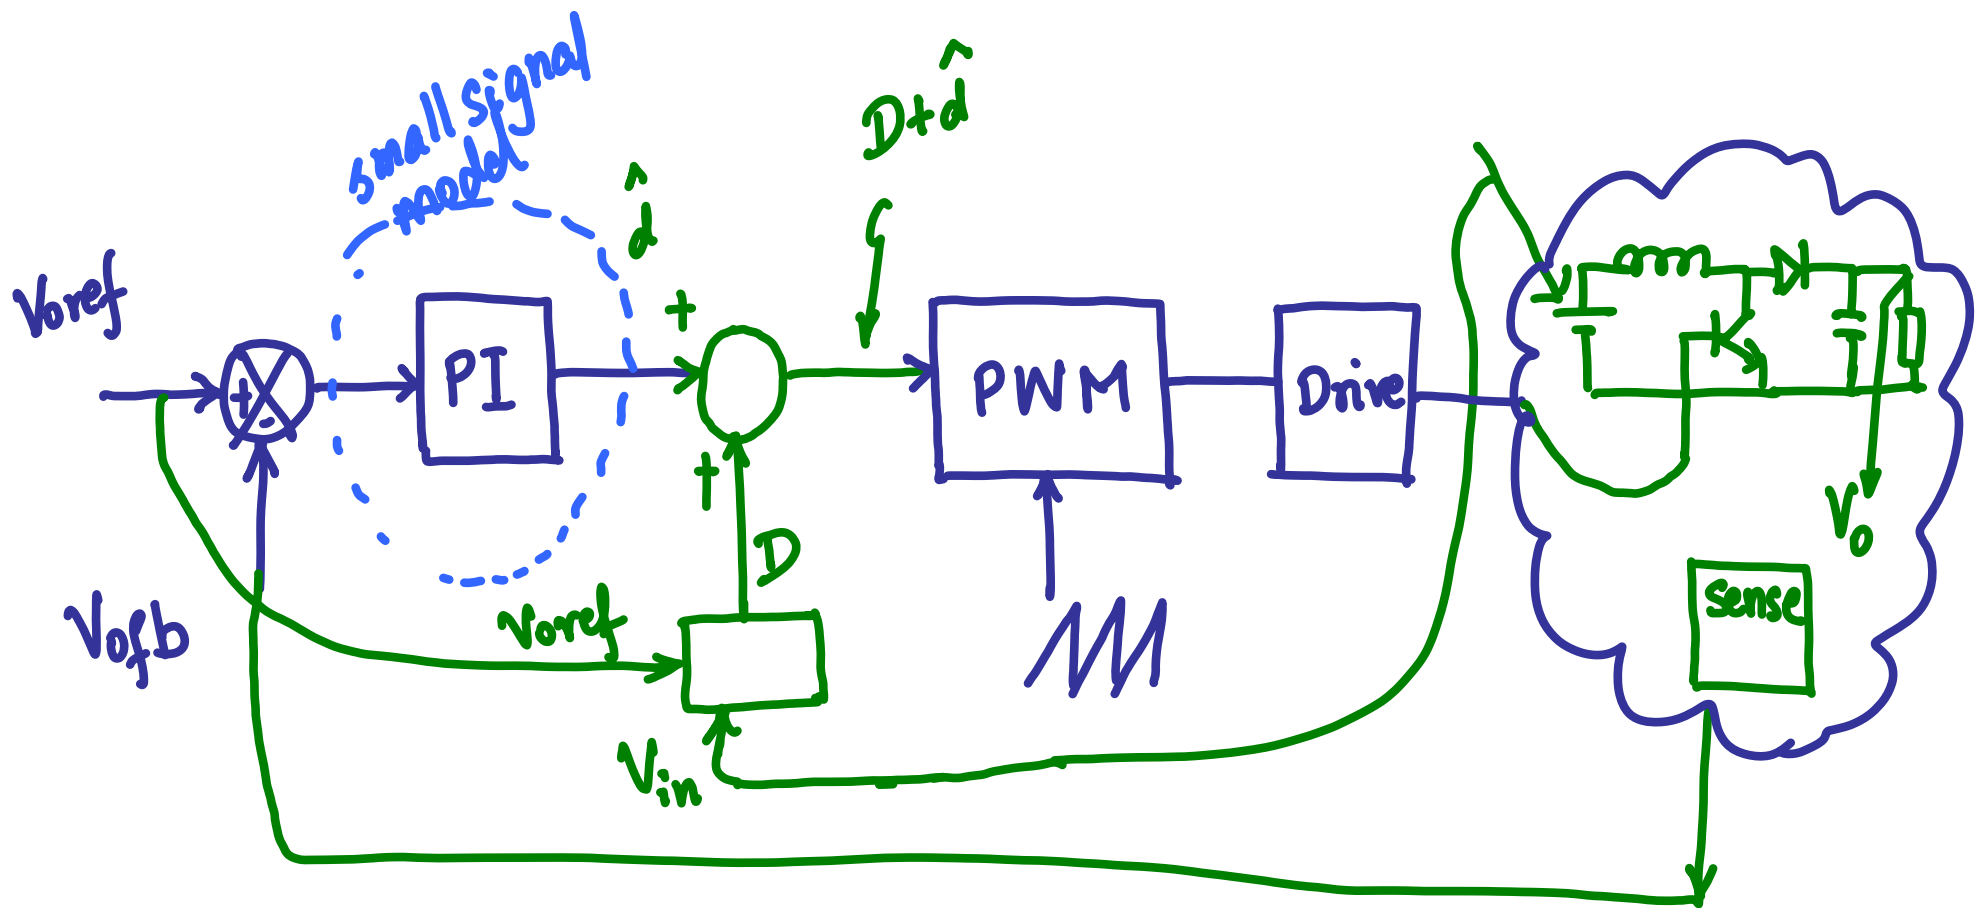 small signal
model
D+d̂
d̂
Voref
+
PI
PWM
Drive
+
-
+
D
Vo
Vofb
Voref
sense
Vin